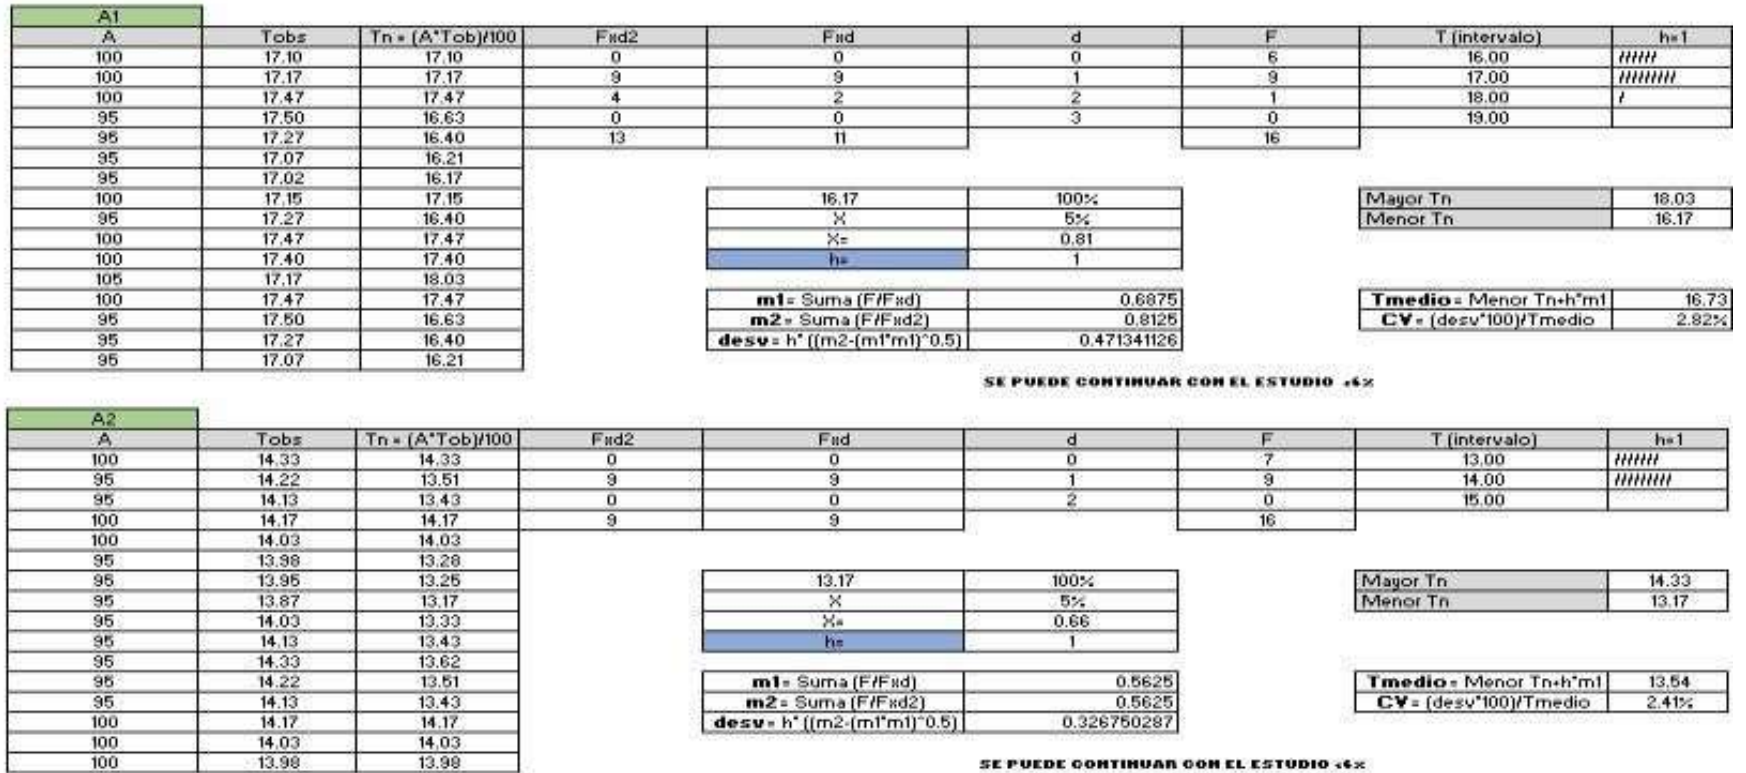 A1
A Tobs Tn = (A*Tob)/100 Fxd2 Fxd d F T (intervalo) h=1
100 17.10 17.10 0 0 0 6 16.00 //////
100 17.17 17.17 9 9 1 9 17.00 /////////
100 17.47 17.47 4 2 2 1 18.00 /
95 17.50 16.63 0 0 3 0 19.00
95 17.27 16.40 13 11 16
95 17.07 16.21
95 17.02 16.17
100 17.15 17.15 16.17 100% Mayor Tn 18.03
95 17.27 16.40 X 5% Menor Tn 16.17
100 17.47 17.47 X= 0.81
100 17.40 17.40 h= 1
105 17.17 18.03
100 17.47 17.47 m1= Suma (F/Fxd) 0.6875 Tmedio= Menor Tn+h*m1 16.73
95 17.50 16.63 m2= Suma (F/Fxd2) 0.8125 CV= (desv*100)/Tmedio 2.82%
95 17.27 16.40 desv= h*((m2-(m1*m1)^0.5) 0.471341126
95 17.07 16.21
SE PUEDE CONTINUAR CON EL ESTUDIO <6%
A2
A Tobs Tn = (A*Tob)/100 Fxd2 Fxd d F T (intervalo) h=1
100 14.33 14.33 0 0 0 7 13.00 ///////
95 14.22 13.51 9 9 1 9 14.00 /////////
95 14.13 13.43 0 0 2 0 15.00
100 14.17 14.17 9 9 16
100 14.03 14.03
95 13.98 13.28
95 13.95 13.25 13.17 100% Mayor Tn 14.33
95 13.87 13.17 X 5% Menor Tn 13.17
95 14.03 13.33 X= 0.66
95 14.13 13.43 h= 1
95 14.33 13.62
95 14.22 13.51 m1= Suma (F/Fxd) 0.5625 Tmedio= Menor Tn+h*m1 13.54
95 14.13 13.43 m2= Suma (F/Fxd2) 0.5625 CV= (desv*100)/Tmedio 2.41%
100 14.17 14.17 desv= h*((m2-(m1*m1)^0.5) 0.326750287
100 14.03 14.03
100 13.98 13.98
SE PUEDE CONTINUAR CON EL ESTUDIO <6%